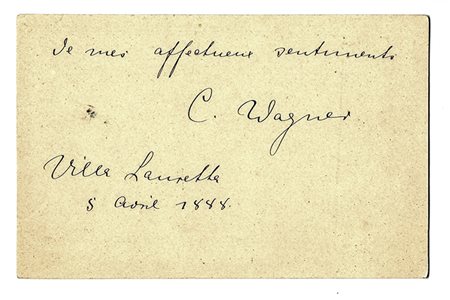 de mes affectueux sentiments
C. Wagner
Villa Lauretta
5 avril 1888.